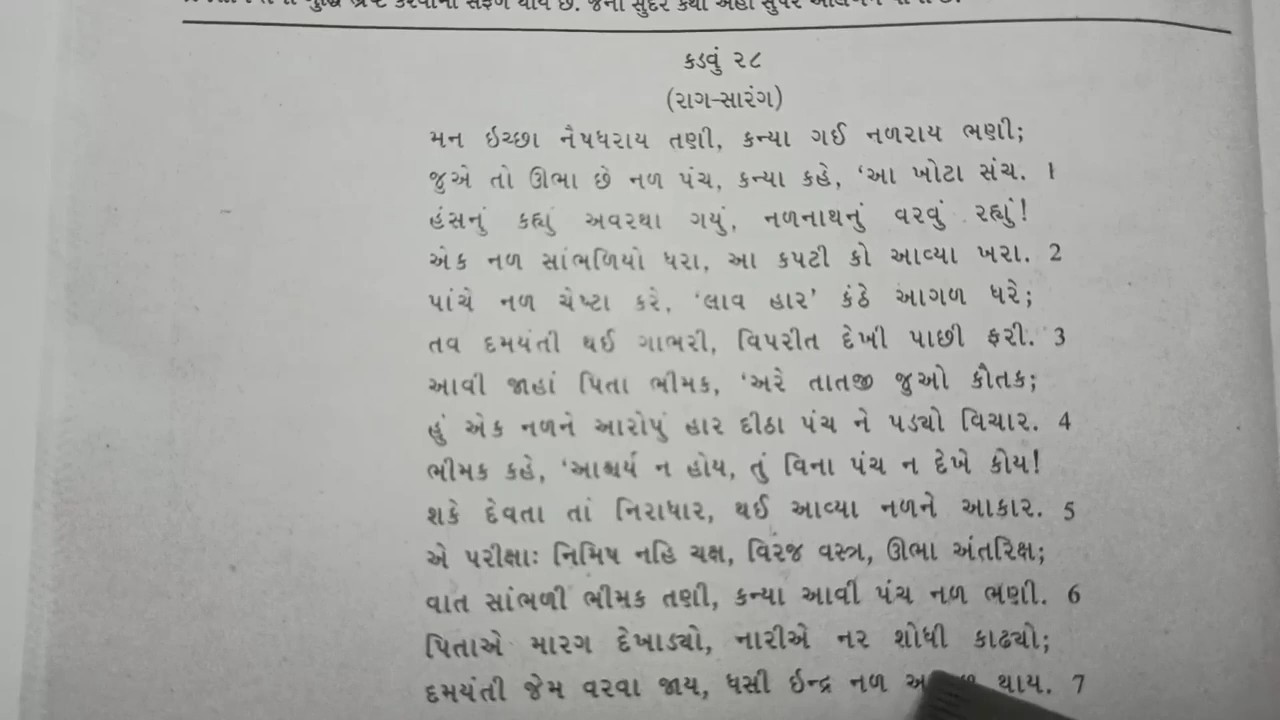 કડવું ૨૮
(રાગ-સારંગ)
મન ઇચ્છા નૈષધરાય તણી, કન્યા ગઈ નળરાય ભણી;
જુએ તો ઊભા છે નળ પંચ, કન્યા કહે, ‘આ ખોટા સંચ. 1
હંસનું કહ્યું અવરથા ગયું, નળનાથનું વરવું રહ્યું!
એક નળ સાંભળિયો ધરા, આ કપટી કો આવ્યા ખરા. 2
પાંચે નળ ચેષ્ટા કરે, ‘લાવ હાર’ કંઠે આગળ ધરે;
તવ દમયંતી થઈ ગાભરી, વિપરીત દેખી પાછી ફરી. 3
આવી જાહાં પિતા ભીમક, ‘અરે તાતજી જુઓ કૌતક;
હું એક નળને આરોપું હાર દીઠા પંચ ને પડ્યો વિચાર. 4
ભીમક કહે, ‘આશ્ચર્ય ન હોય, તું વિના પંચ ન દેખે કોય!
શકે દેવતા તાં નિરાધાર, થઈ આવ્યા નળને આકાર. 5
એ પરીક્ષાઃ નિમિષ નહિ ચક્ષ, વિરજ વસ્ત્ર, ઊભા અંતરિક્ષ;
વાત સાંભળી ભીમક તણી, કન્યા આવી પંચ નળ ભણી. 6
પિતાએ મારગ દેખાડ્યો, નારીએ નર શોધી કાઢ્યો;
દમયંતી જેમ વરવા જાય, ધસી ઇન્દ્ર નળ થાય. 7